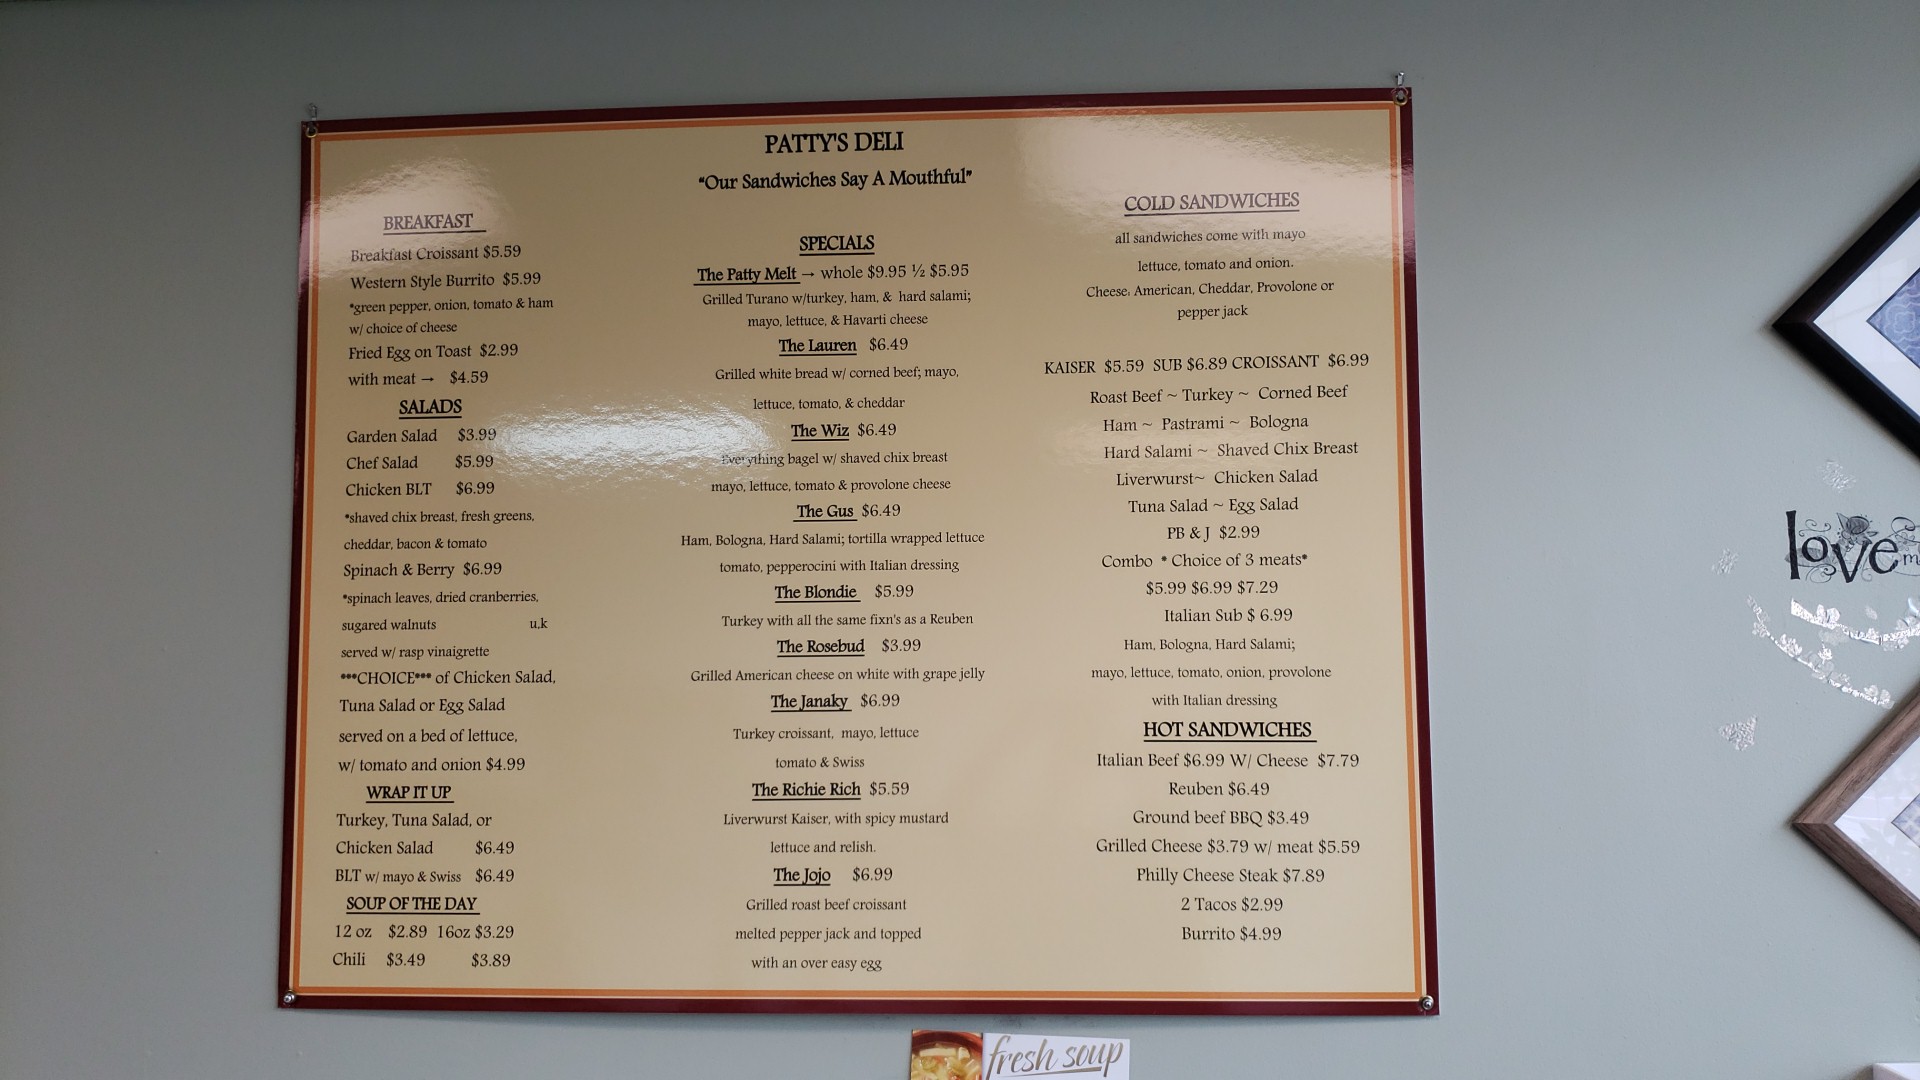 PATTY'S DELI
"Our Sandwiches Say A Mouthful"
BREAKFAST
Breakfast Croissant $5.59
Western Style Burrito $5.99
*green pepper, onion, tomato & ham
w/ choice of cheese
Fried Egg on Toast $2.99
with meat → $4.59
SALADS
Garden Salad $3.99
Chef Salad $5.99
Chicken BLT $6.99
*shaved chix breast, fresh greens,
cheddar, bacon & tomato
Spinach & Berry $6.99
*spinach leaves, dried cranberries,
sugared walnuts u,k
served w/ rasp vinaigrette
***CHOICE*** of Chicken Salad,
Tuna Salad or Egg Salad
served on a bed of lettuce,
w/ tomato and onion $4.99
WRAP IT UP
Turkey, Tuna Salad, or
Chicken Salad $6.49
BLT w/ mayo & Swiss $6.49
SOUP OF THE DAY
12 oz $2.89 16oz $3.29
Chili $3.49 $3.89
SPECIALS
The Patty Melt → whole $9.95 ½ $5.95
Grilled Turano w/turkey, ham, & hard salami;
mayo, lettuce, & Havarti cheese
The Lauren $6.49
Grilled white bread w/ corned beef; mayo,
lettuce, tomato, & cheddar
The Wiz $6.49
Everything bagel w/ shaved chix breast
mayo, lettuce, tomato & provolone cheese
The Gus $6.49
Ham, Bologna, Hard Salami; tortilla wrapped lettuce
tomato, pepperocini with Italian dressing
The Blondie $5.99
Turkey with all the same fixn's as a Reuben
The Rosebud $3.99
Grilled American cheese on white with grape jelly
The Janaky $6.99
Turkey croissant, mayo, lettuce
tomato & Swiss
The Richie Rich $5.59
Liverwurst Kaiser, with spicy mustard
lettuce and relish.
The Jojo $6.99
Grilled roast beef croissant
melted pepper jack and topped
with an over easy egg
COLD SANDWICHES
all sandwiches come with mayo
lettuce, tomato and onion.
Cheese: American, Cheddar, Provolone or
pepper jack
KAISER $5.59 SUB $6.89 CROISSANT $6.99
Roast Beef ~ Turkey ~ Corned Beef
Ham ~ Pastrami ~ Bologna
Hard Salami ~ Shaved Chix Breast
Liverwurst~ Chicken Salad
Tuna Salad ~ Egg Salad
PB & J $2.99
Combo *Choice of 3 meats*
$5.99 $6.99 $7.29
Italian Sub $ 6.99
Ham, Bologna, Hard Salami;
mayo, lettuce, tomato, onion, provolone
with Italian dressing
HOT SANDWICHES
Italian Beef $6.99 W/ Cheese $7.79
Reuben $6.49
Ground beef BBQ $3.49
Grilled Cheese $3.79 w/ meat $5.59
Philly Cheese Steak $7.89
2 Tacos $2.99
Burrito $4.99
love
fresh soup